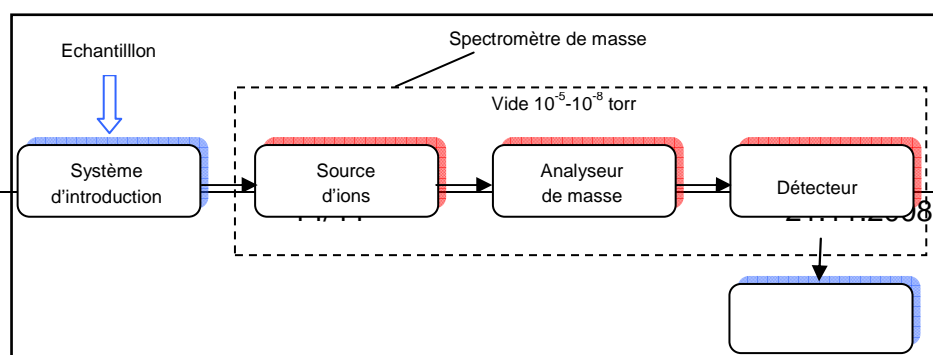 Spectromètre de masse
Echantilllon
Vide 10⁻⁵-10⁻⁸ torr
Système
d'introduction
Source
d'ions
Analyseur
de masse
Détecteur